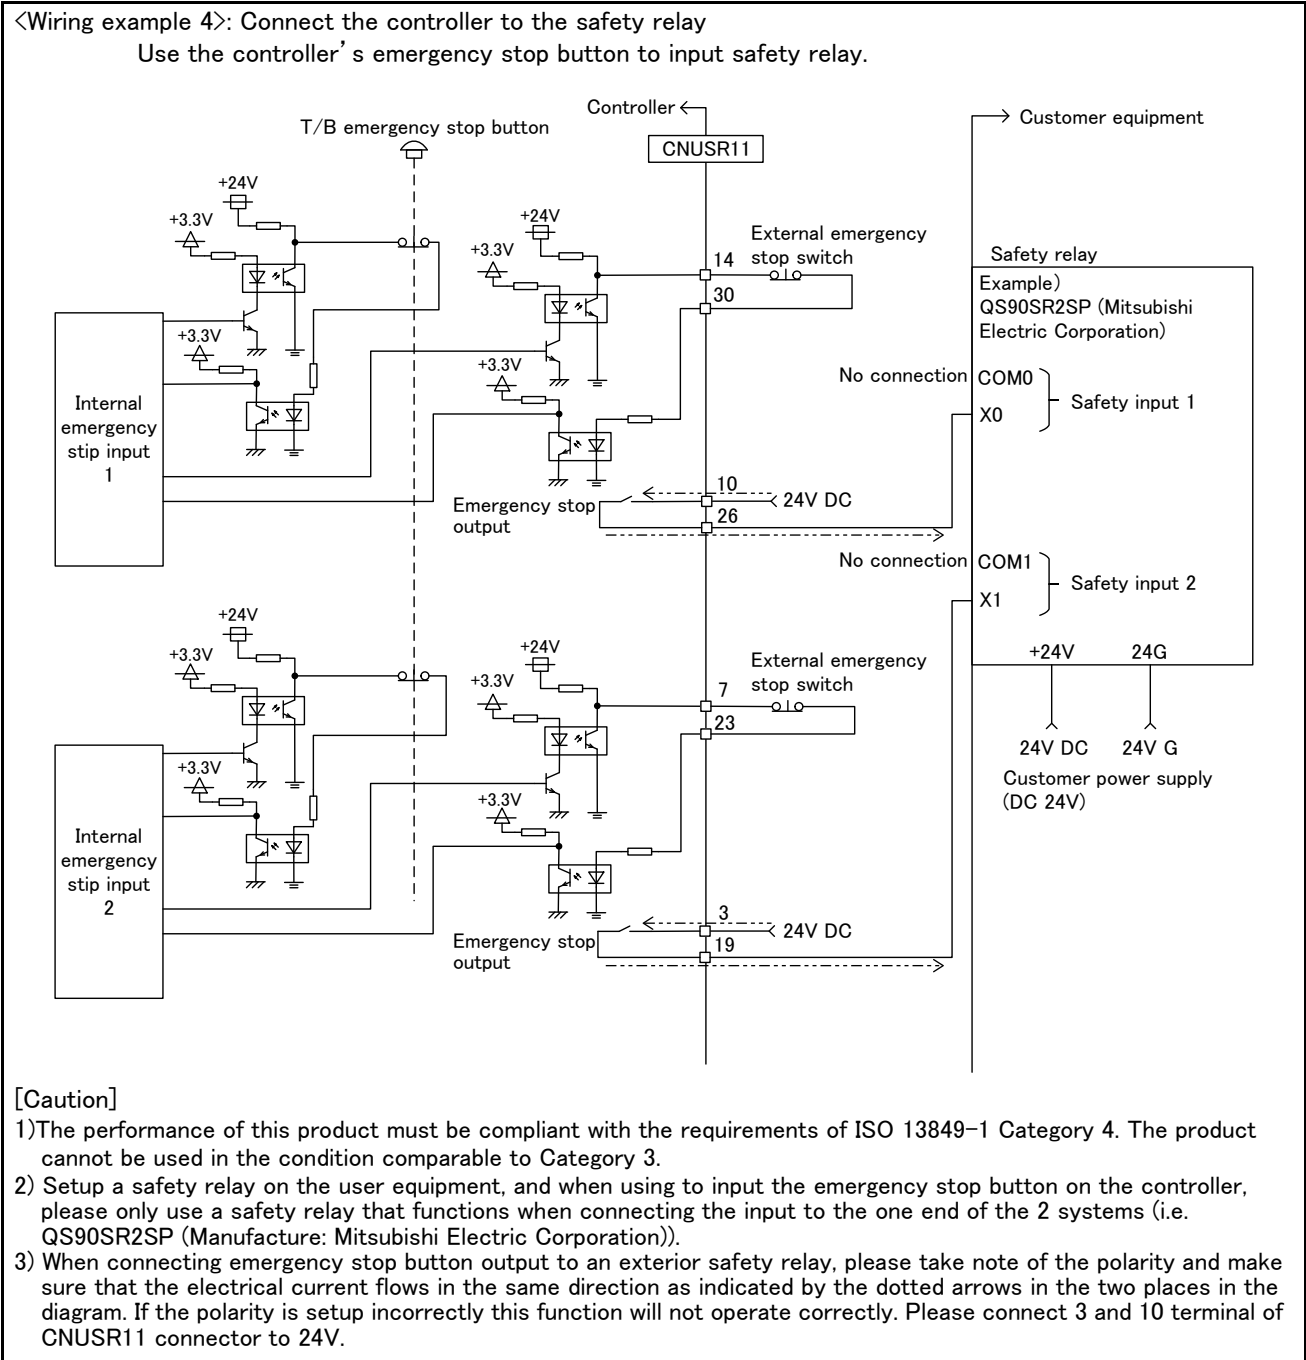 <Wiring example 4>: Connect the controller to the safety relay
Use the controller's emergency stop button to input safety relay.
Controller
Customer equipment
T/B emergency stop button
CNUSR11
+24V
+3.3V
+3.3V
+24V
+3.3V
+3.3V
14
30
External emergency
stop switch
Safety relay
Example)
QS90SR2SP (Mitsubishi
Electric Corporation)
No connection
COM0
X0
Safety input 1
Internal
emergency
stip input
1
Emergency stop
output
10
24V DC
26
No connection
COM1
X1
Safety input 2
+24V
24G
24V DC
24V G
Customer power supply
(DC 24V)
+24V
+3.3V
+3.3V
+24V
+3.3V
+3.3V
7
23
External emergency
stop switch
Internal
emergency
stip input
2
Emergency stop
output
3
24V DC
19
[Caution]
1)The performance of this product must be compliant with the requirements of ISO 13849-1 Category 4. The product
cannot be used in the condition comparable to Category 3.
2) Setup a safety relay on the user equipment, and when using to input the emergency stop button on the controller,
please only use a safety relay that functions when connecting the input to the one end of the 2 systems (i.e.
QS90SR2SP (Manufacture: Mitsubishi Electric Corporation)).
3) When connecting emergency stop button output to an exterior safety relay, please take note of the polarity and make
sure that the electrical current flows in the same direction as indicated by the dotted arrows in the two places in the
diagram. If the polarity is setup incorrectly this function will not operate correctly. Please connect 3 and 10 terminal of
CNUSR11 connector to 24V.